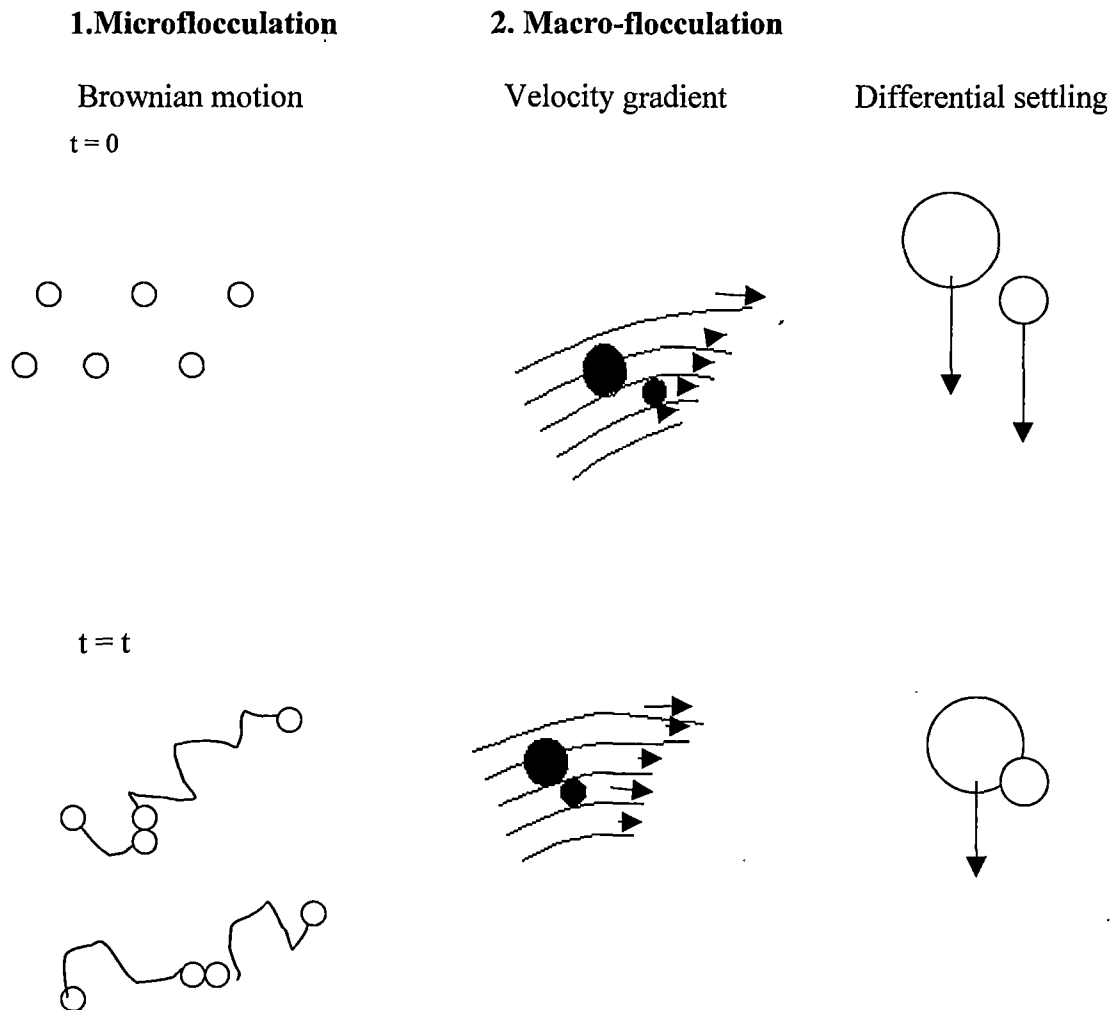 1.Microflocculation
2. Macro-flocculation
Brownian motion
Velocity gradient
Differential settling
t = 0
t = t